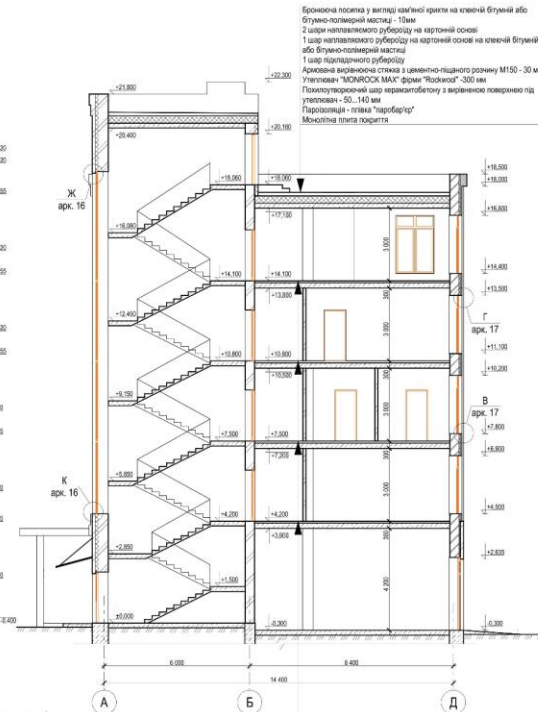 Бронююча посипка у вигляді кам'яної крихти на клеючій бітумній або
бітумно-полімерній мастиці - 10мм
2 шари наплавляємого рубероїду на картонній основі
1 шар наплавляємого рубероїду на картонній основі на клеючій бітумній
або бітумно-полімерній мастиці
1 шар підкладочного рубероїду
Армована вирівнююча стяжка з цементно-піщаного розчину М150 - 30 м
Утеплювач "MONROCK MAX" фірми "Rockwool" -300 мм
Похилоутворюючий шар керамзитобетону з вирівненою поверхнею під
утеплювач - 50...140 мм
Пароізоляція - плівка "паробар'єр"
Монолітна плита покриття
+22,300
+21,800
+20,160
+20,400
Ж
арк. 16
+18,060
+18,060
+18,500
+18,000
+17,100
+16,800
+16,080
3 000
+14,400
+14,100
+14,100
+13,800
300
+13,500
Г
арк. 17
+12,450
3 000
+11,100
+10,800
+10,800
+10,500
300
+10,200
+9,150
3 000
В
арк. 17
+7,800
+7,500
+7,500
+7,200
300
+6,900
К
арк. 16
+5,850
3 000
+4,500
+4,200
+4,200
+3,900
300
+2,850
+2,635
+1,500
4 200
±0,000
-0,300
-0,300
-5,400
6 000
8 400
14 400
А
Б
Д